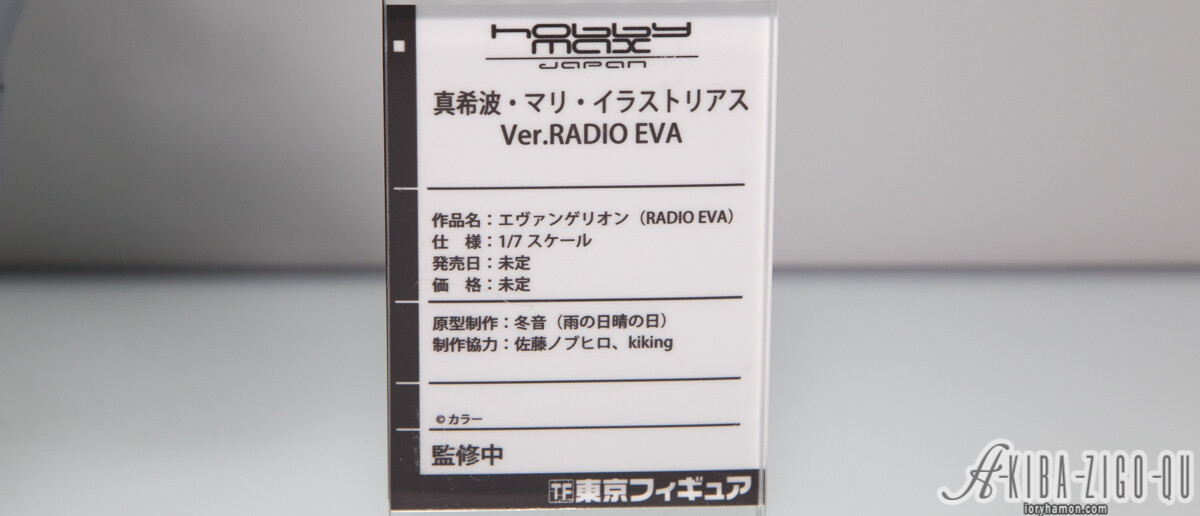 hobby
max
JAPAN
真希波・マリ・イラストリアス
Ver.RADIO EVA
作品名：エヴァンゲリオン（RADIO EVA）
仕　様：1/7 スケール
発売日：未定
価　格：未定
原型制作：冬音（雨の日晴の日）
制作協力：佐藤ノブヒロ、kiking
© カラー
監修中
TF 東京フィギュア
A-KIBA-ZIGO-QU
loryhamon.com